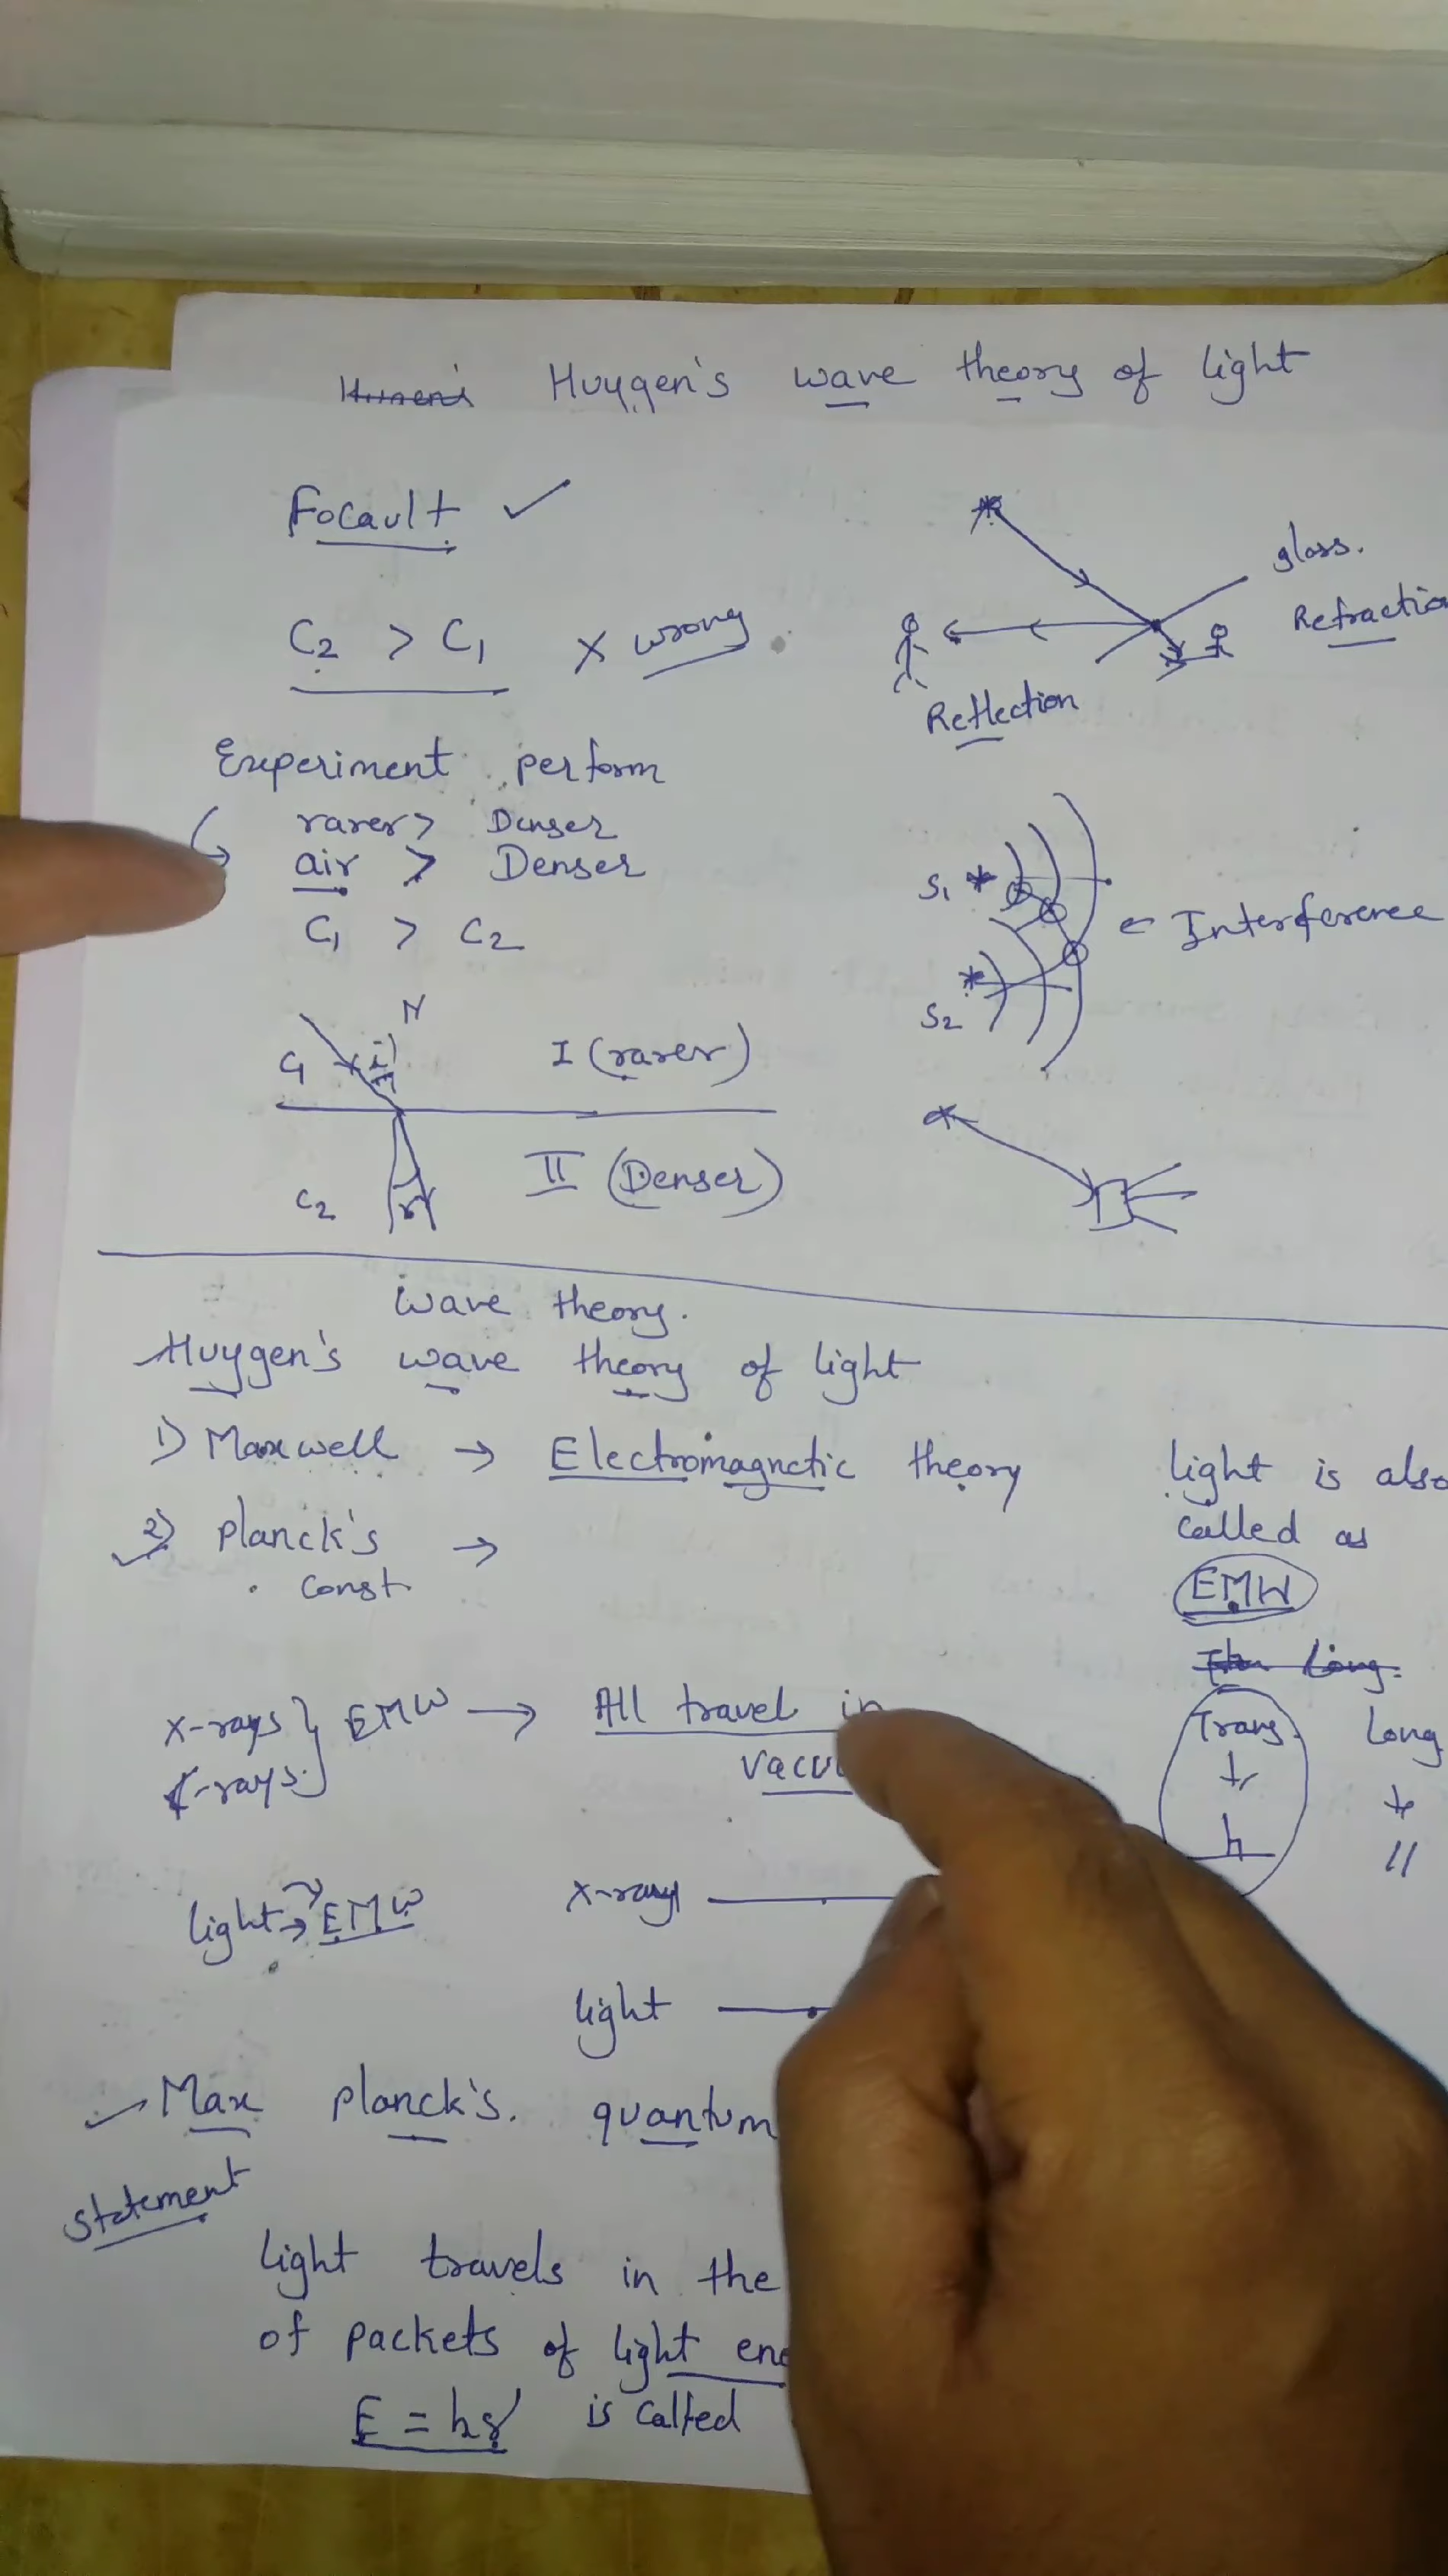 Huygen's wave theory of light
Focault
C2 > C1 x wrong
glass.
Refractio
Reflection
Experiment perform
rarer > Denser
air > Denser
C1 > C2
S1
Interference
S2
N
C1 i I (rarer)
C2 r II (Denser)
wave theory.
Huygen's wave theory of light
1) Maxwell → Electromagnetic theory
2) Planck's →
const.
light is also
called as
EMW
Trans Long
x-rays
γ-rays } EMW → All travel in
light → EMW
x-ray
light
Max planck's. quantum
statement
light travels in the
of packets of light ene
E = hγ is called